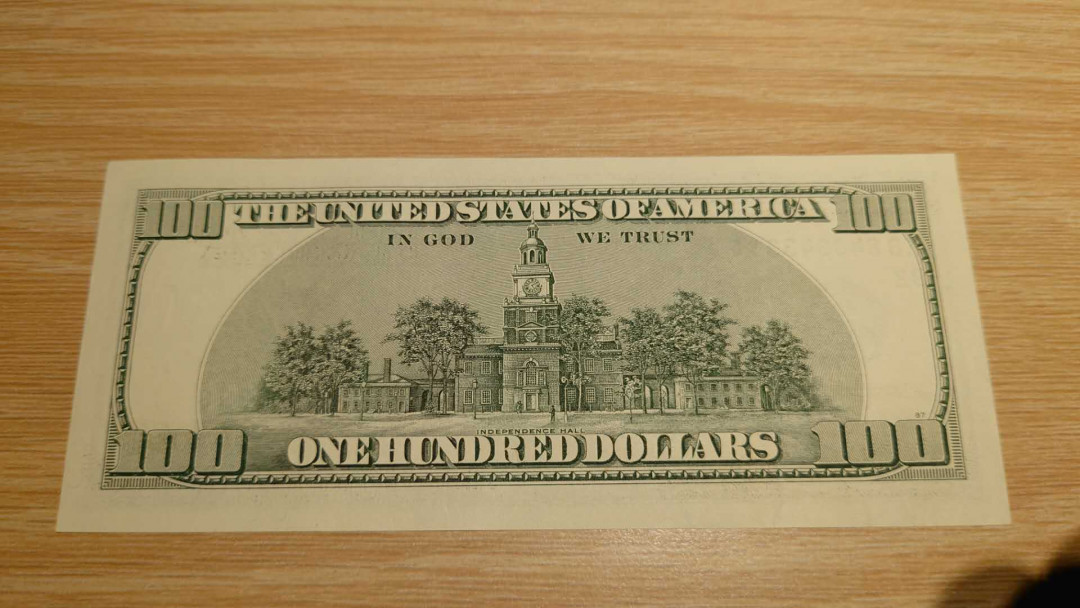 100 THE UNITED STATES OF AMERICA 100
IN GOD WE TRUST
INDEPENDENCE HALL
100 ONE HUNDRED DOLLARS 100